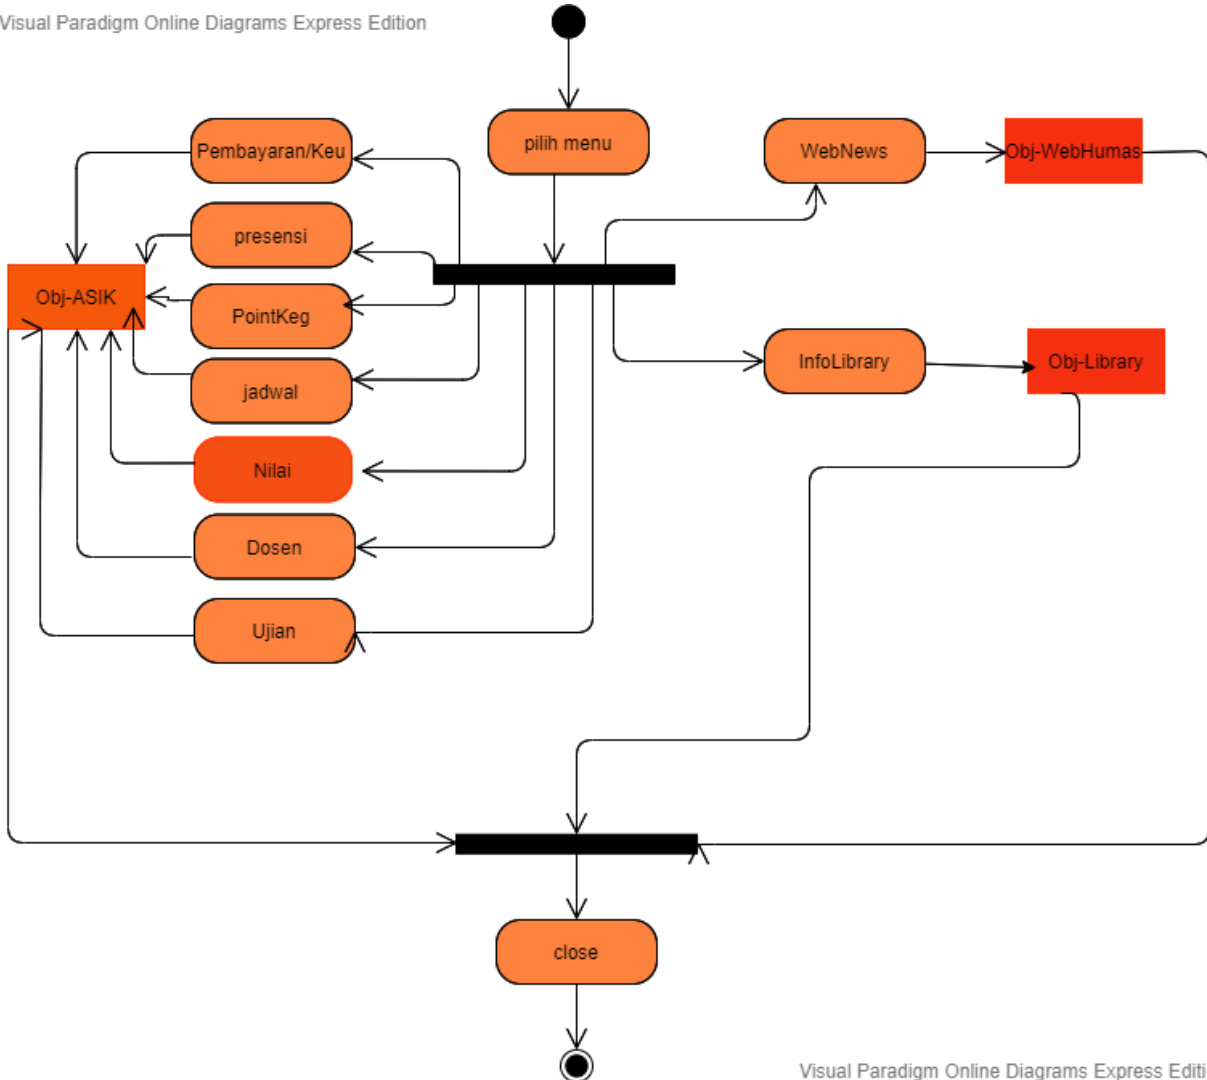 Visual Paradigm Online Diagrams Express Edition
pilih menu
Pembayaran/Keu
WebNews
Obj-WebHumas
presensi
Obj-ASIK
PointKeg
InfoLibrary
Obj-Library
jadwal
Nilai
Dosen
Ujian
close
Visual Paradigm Online Diagrams Express Editi